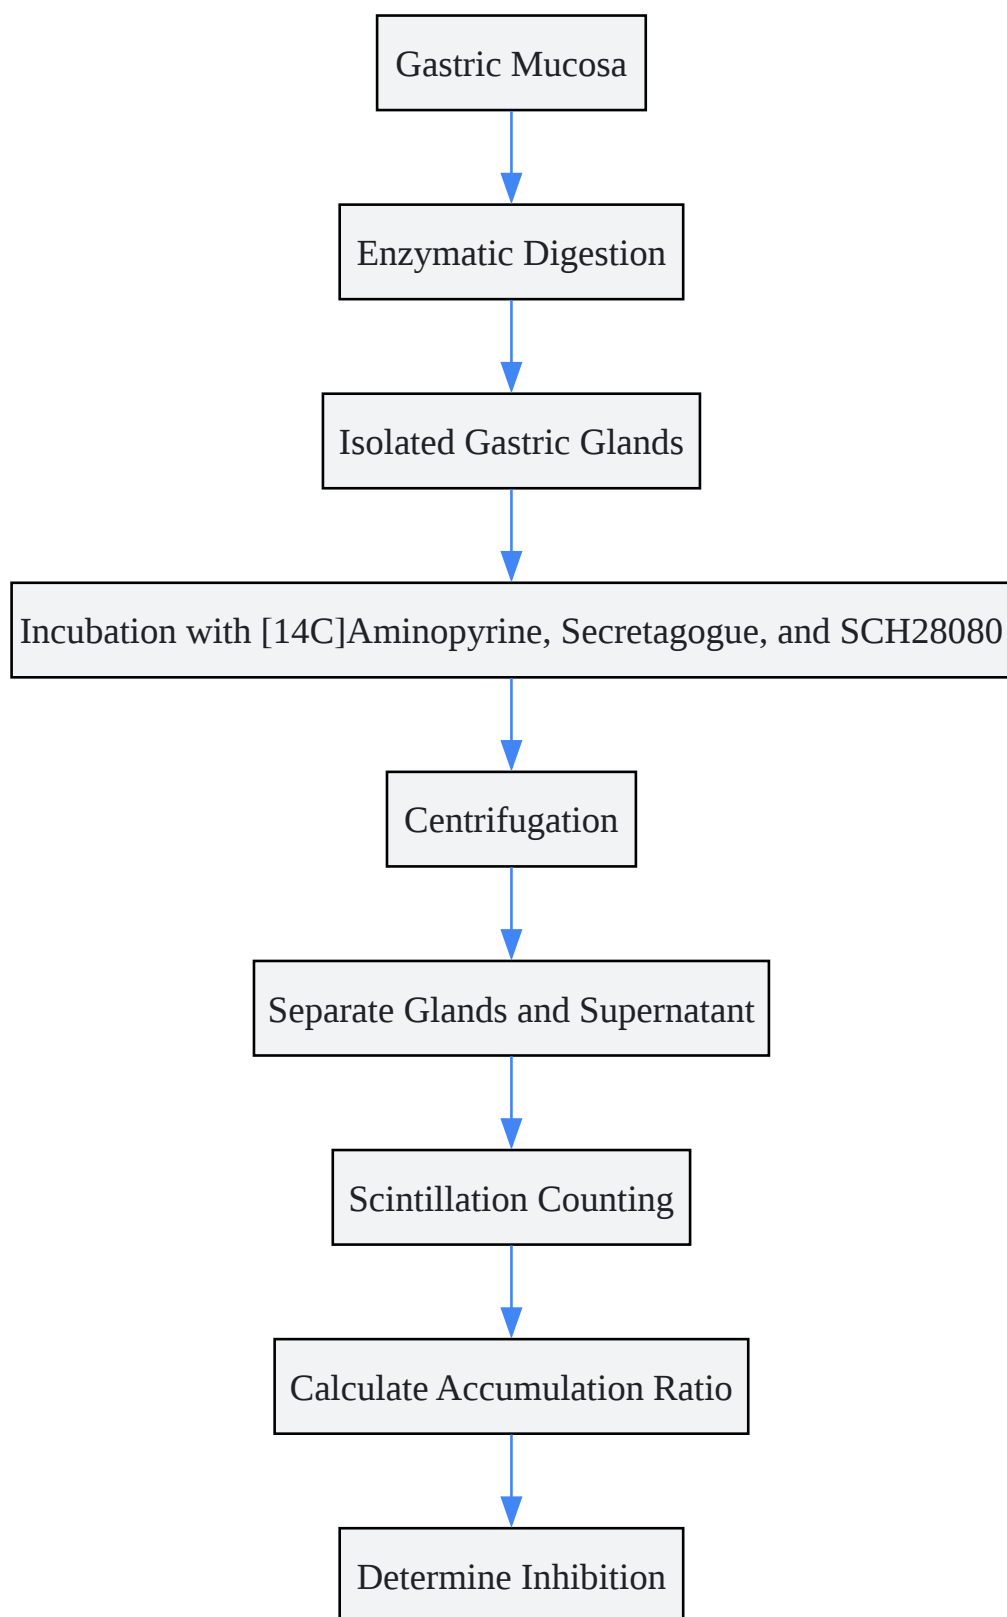 Gastric Mucosa
Enzymatic Digestion
Isolated Gastric Glands
Incubation with [14C]Aminopyrine, Secretagogue, and SCH28080
Centrifugation
Separate Glands and Supernatant
Scintillation Counting
Calculate Accumulation Ratio
Determine Inhibition